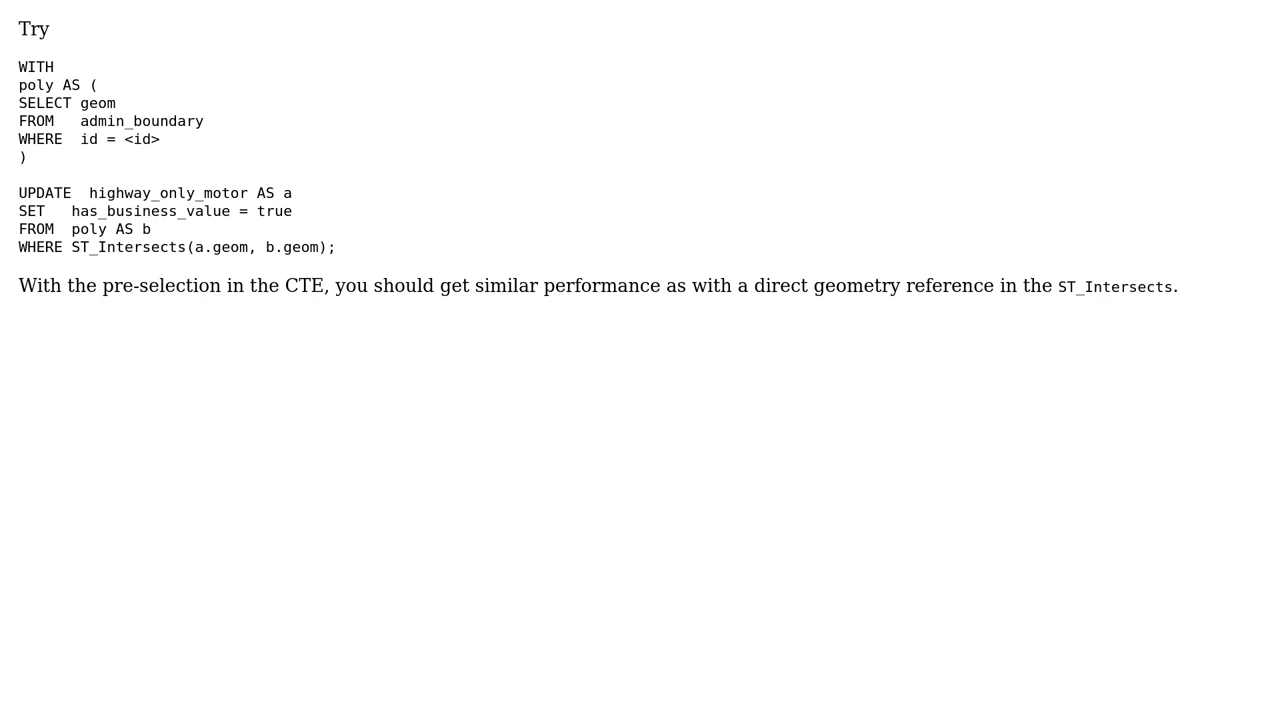 Try
WITH
poly AS (
SELECT geom
FROM   admin_boundary
WHERE  id = <id>
)
UPDATE  highway_only_motor AS a
SET   has_business_value = true
FROM  poly AS b
WHERE ST_Intersects(a.geom, b.geom);
With the pre-selection in the CTE, you should get similar performance as with a direct geometry reference in the ST_Intersects.